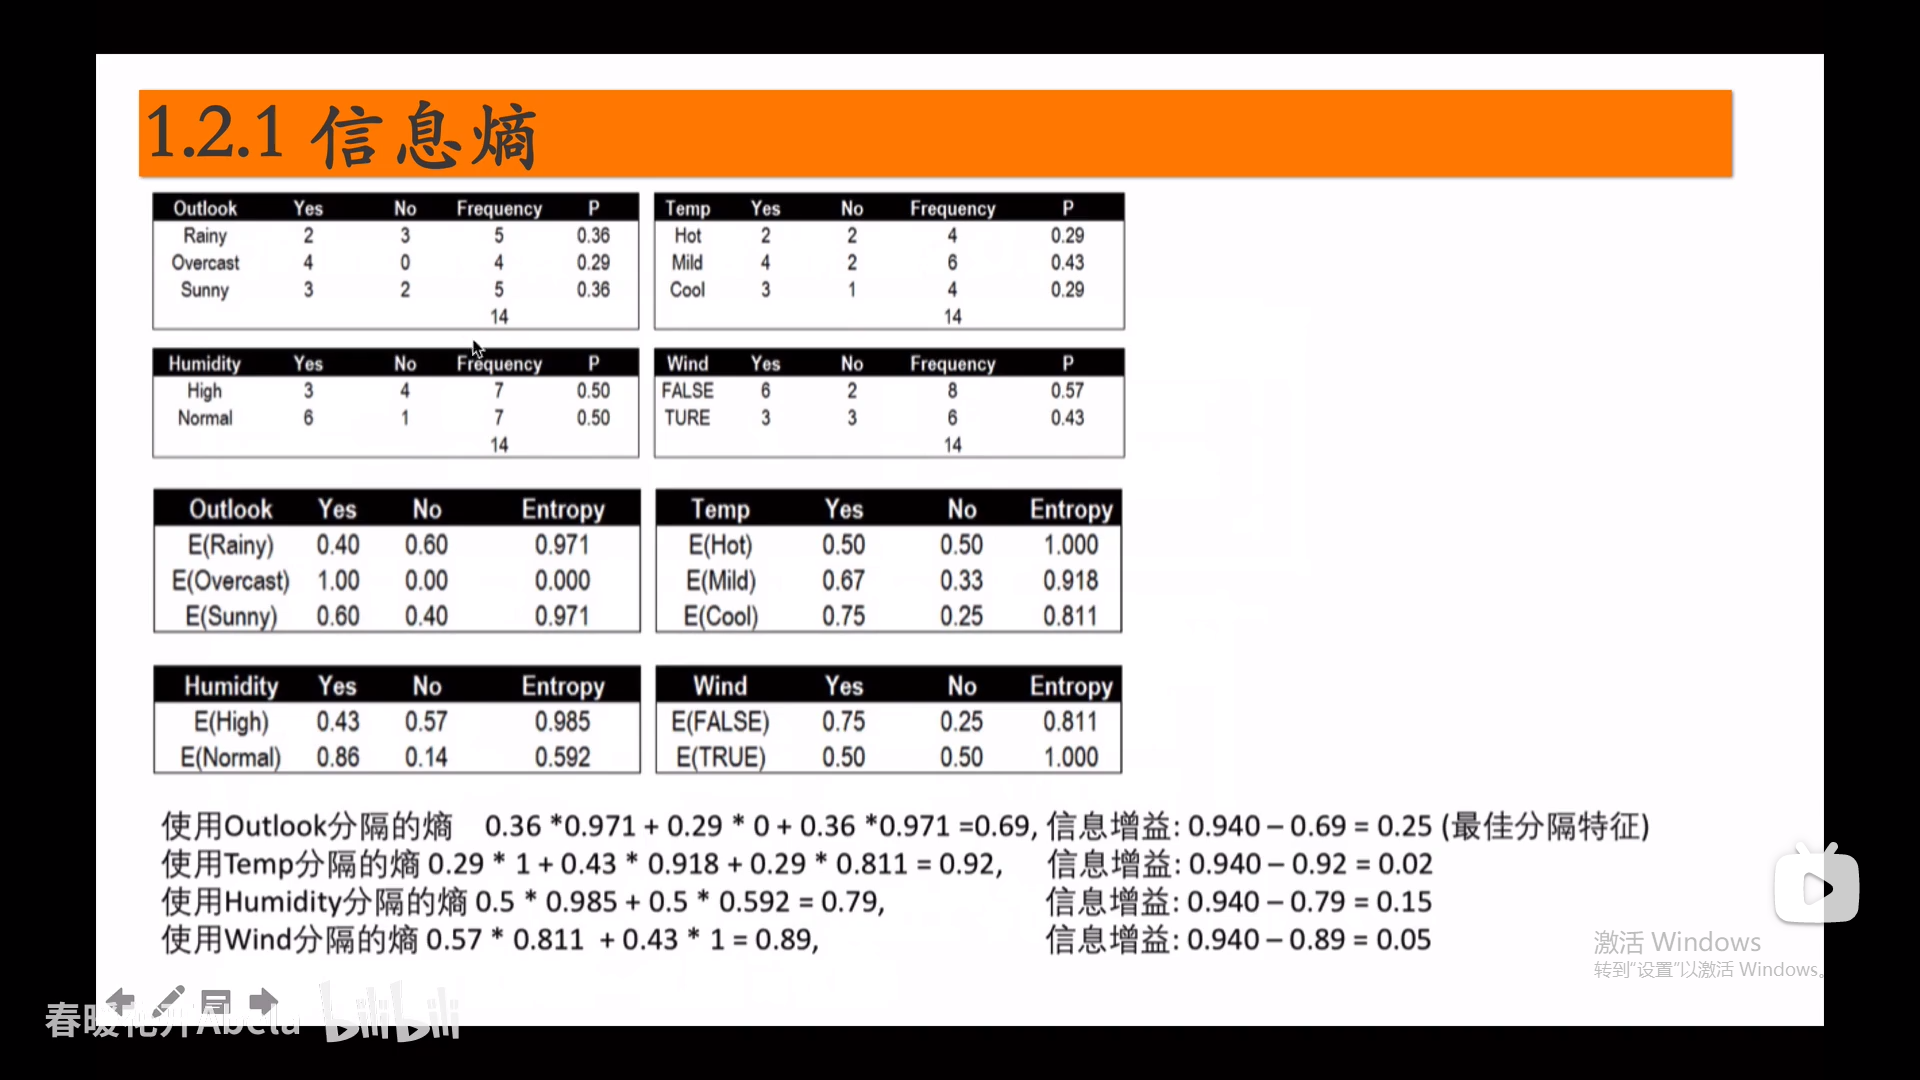 1.2.1 信息熵
Outlook Yes No Frequency P
Rainy 2 3 5 0.36
Overcast 4 0 4 0.29
Sunny 3 2 5 0.36
14
Temp Yes No Frequency P
Hot 2 2 4 0.29
Mild 4 2 6 0.43
Cool 3 1 4 0.29
14
Humidity Yes No Frequency P
High 3 4 7 0.50
Normal 6 1 7 0.50
14
Wind Yes No Frequency P
FALSE 6 2 8 0.57
TURE 3 3 6 0.43
14
Outlook Yes No Entropy
E(Rainy) 0.40 0.60 0.971
E(Overcast) 1.00 0.00 0.000
E(Sunny) 0.60 0.40 0.971
Temp Yes No Entropy
E(Hot) 0.50 0.50 1.000
E(Mild) 0.67 0.33 0.918
E(Cool) 0.75 0.25 0.811
Humidity Yes No Entropy
E(High) 0.43 0.57 0.985
E(Normal) 0.86 0.14 0.592
Wind Yes No Entropy
E(FALSE) 0.75 0.25 0.811
E(TRUE) 0.50 0.50 1.000
使用Outlook分隔的熵 0.36 *0.971 + 0.29 * 0 + 0.36 *0.971 =0.69, 信息增益: 0.940 – 0.69 = 0.25 (最佳分隔特征)
使用Temp分隔的熵 0.29 * 1 + 0.43 * 0.918 + 0.29 * 0.811 = 0.92, 信息增益: 0.940 – 0.92 = 0.02
使用Humidity分隔的熵 0.5 * 0.985 + 0.5 * 0.592 = 0.79, 信息增益: 0.940 – 0.79 = 0.15
使用Wind分隔的熵 0.57 * 0.811 + 0.43 * 1 = 0.89, 信息增益: 0.940 – 0.89 = 0.05
激活 Windows
转到“设置”以激活 Windows。
春暖花开Abela bilibili